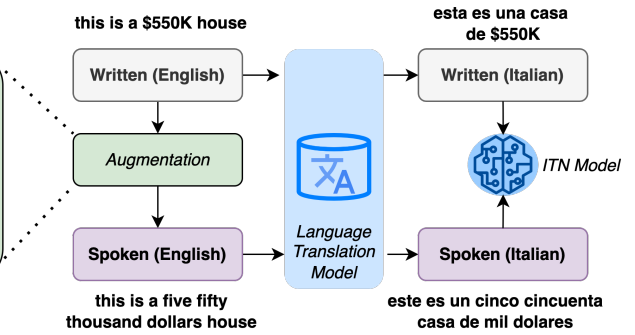 this is a $550K house
esta es una casa
de $550K
Written (English)
Written (Italian)
Augmentation
文A
ITN Model
Language
Translation
Model
Spoken (English)
Spoken (Italian)
this is a five fifty
thousand dollars house
este es un cinco cincuenta
casa de mil dolares